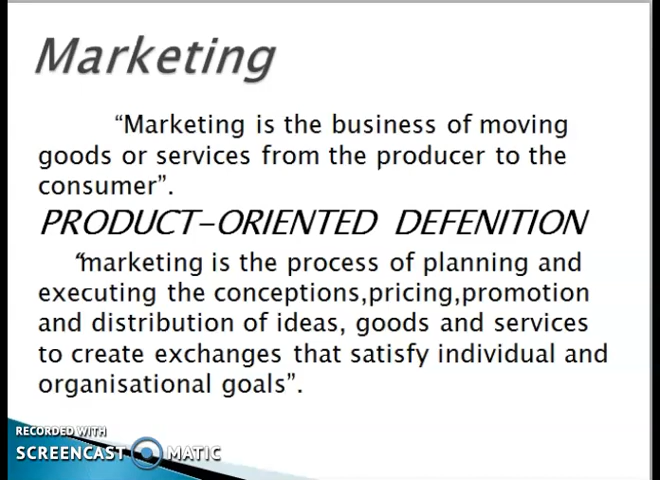 Marketing
“Marketing is the business of moving
goods or services from the producer to the
consumer”.
PRODUCT-ORIENTED DEFENITION
“marketing is the process of planning and
executing the conceptions,pricing,promotion
and distribution of ideas, goods and services
to create exchanges that satisfy individual and
organisational goals”.
RECORDED WITH
SCREENCAST MATIC